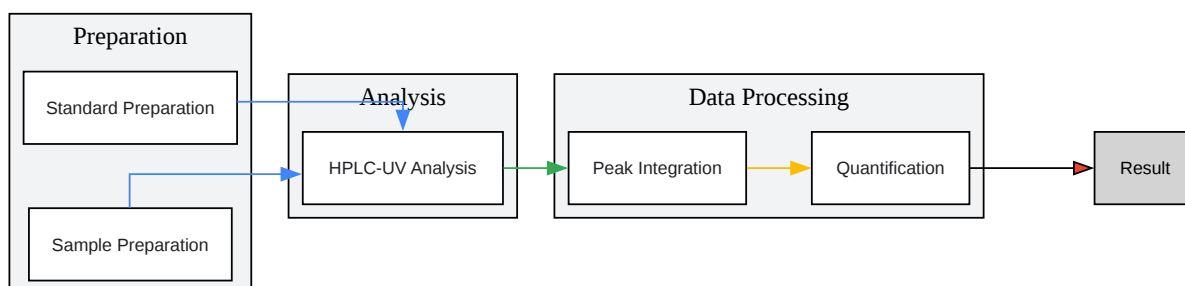 Preparation
Standard Preparation
Sample Preparation
Analysis
HPLC-UV Analysis
Data Processing
Peak Integration
Quantification
Result